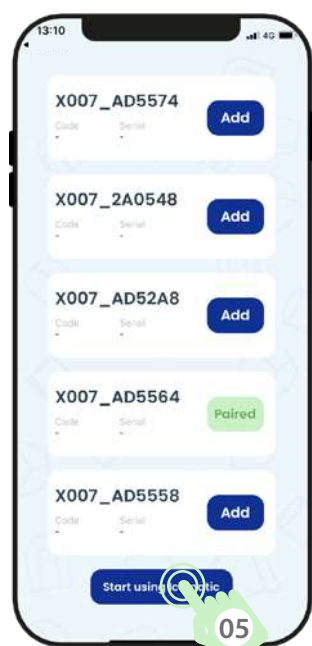 13:10
4G
X007_AD5574
Add
Code Serial
- -
X007_2A0548
Add
Code Serial
- -
X007_AD52A8
Add
Code Serial
- -
X007_AD5564
Paired
Code Serial
- -
X007_AD5558
Add
Code Serial
- -
Start using
05